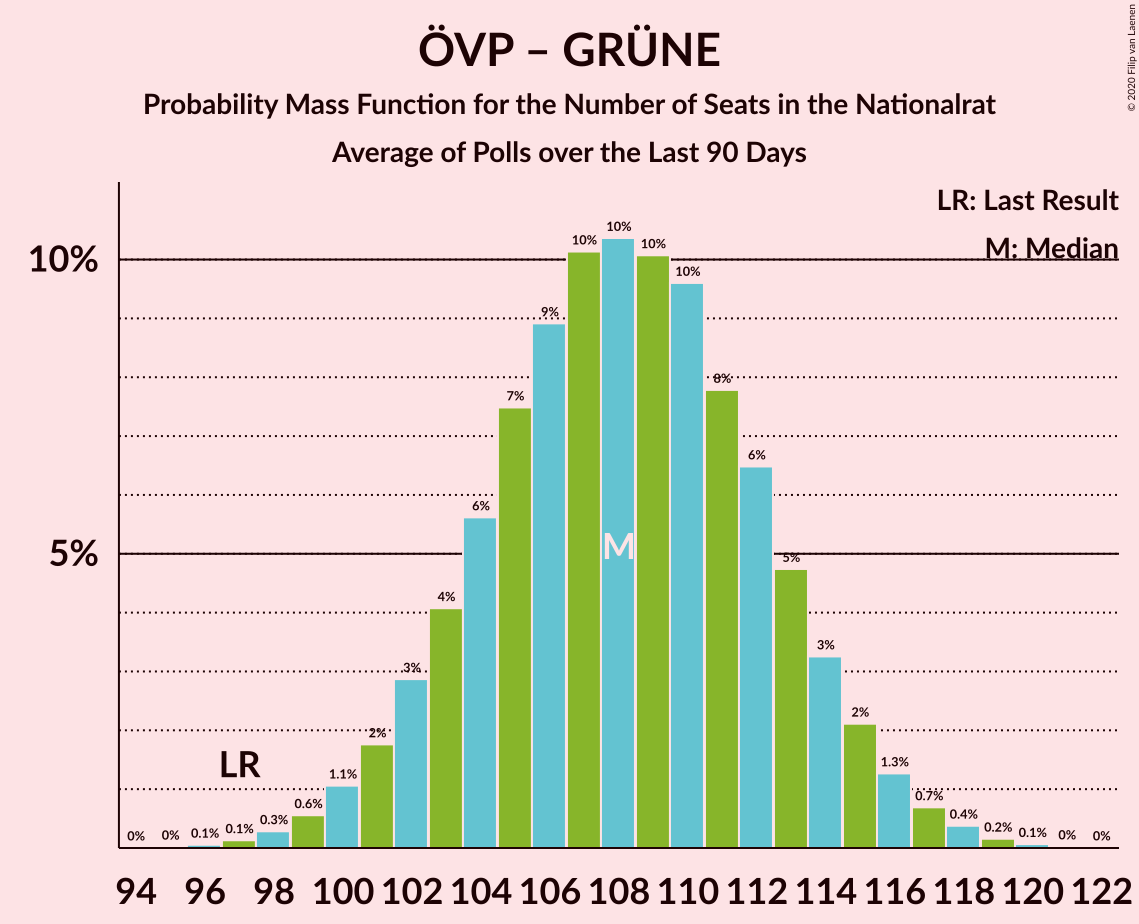 ÖVP – GRÜNE
Probability Mass Function for the Number of Seats in the Nationalrat
Average of Polls over the Last 90 Days
© 2020 Filip van Laenen
LR: Last Result
M: Median
10%
5%
0% 0% 0.1% 0.1% 0.3% 0.6% 1.1% 2% 3% 4% 6% 7% 9% 10% 10% 10% 10% 8% 6% 5% 3% 2% 1.3% 0.7% 0.4% 0.2% 0.1% 0% 0%
LR
M
94 96 98 100 102 104 106 108 110 112 114 116 118 120 122